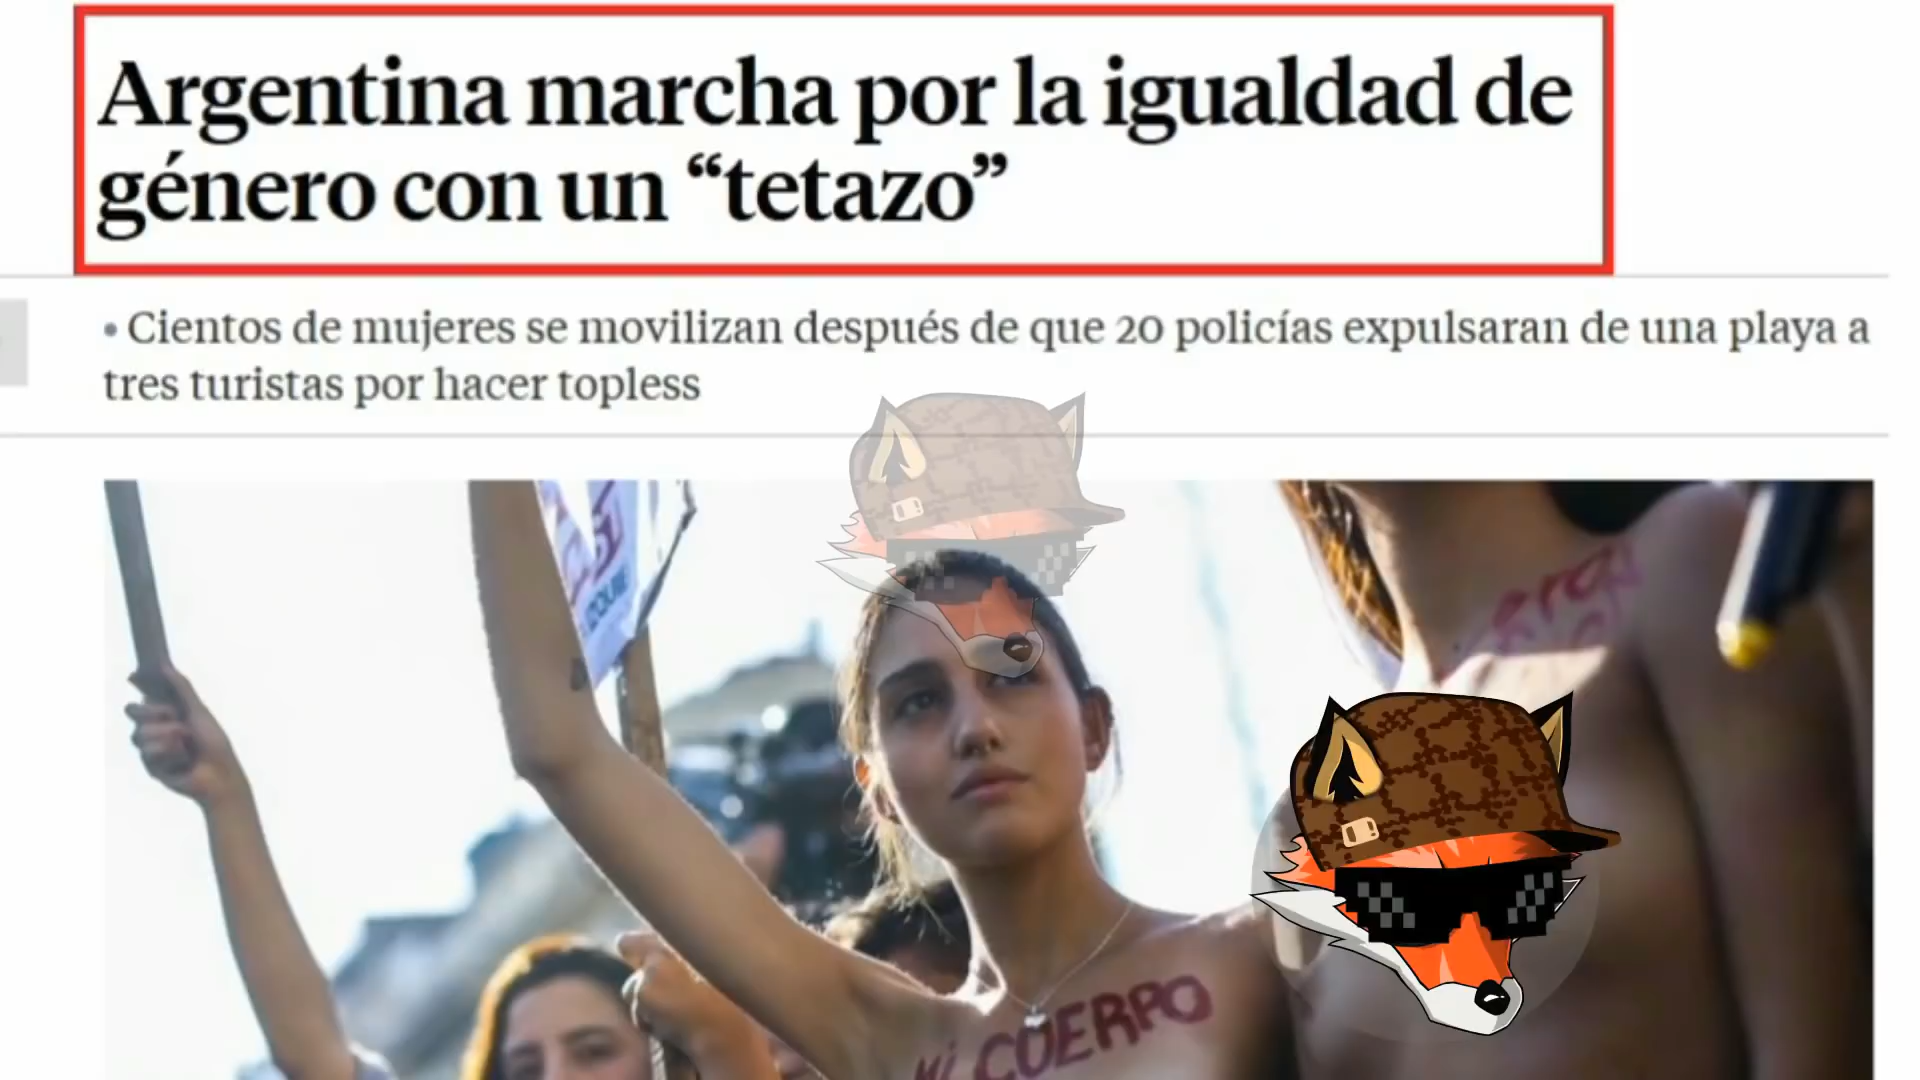 Argentina marcha por la igualdad de
género con un “tetazo”
• Cientos de mujeres se movilizan después de que 20 policías expulsaran de una playa a
tres turistas por hacer topless
MI CUERPO